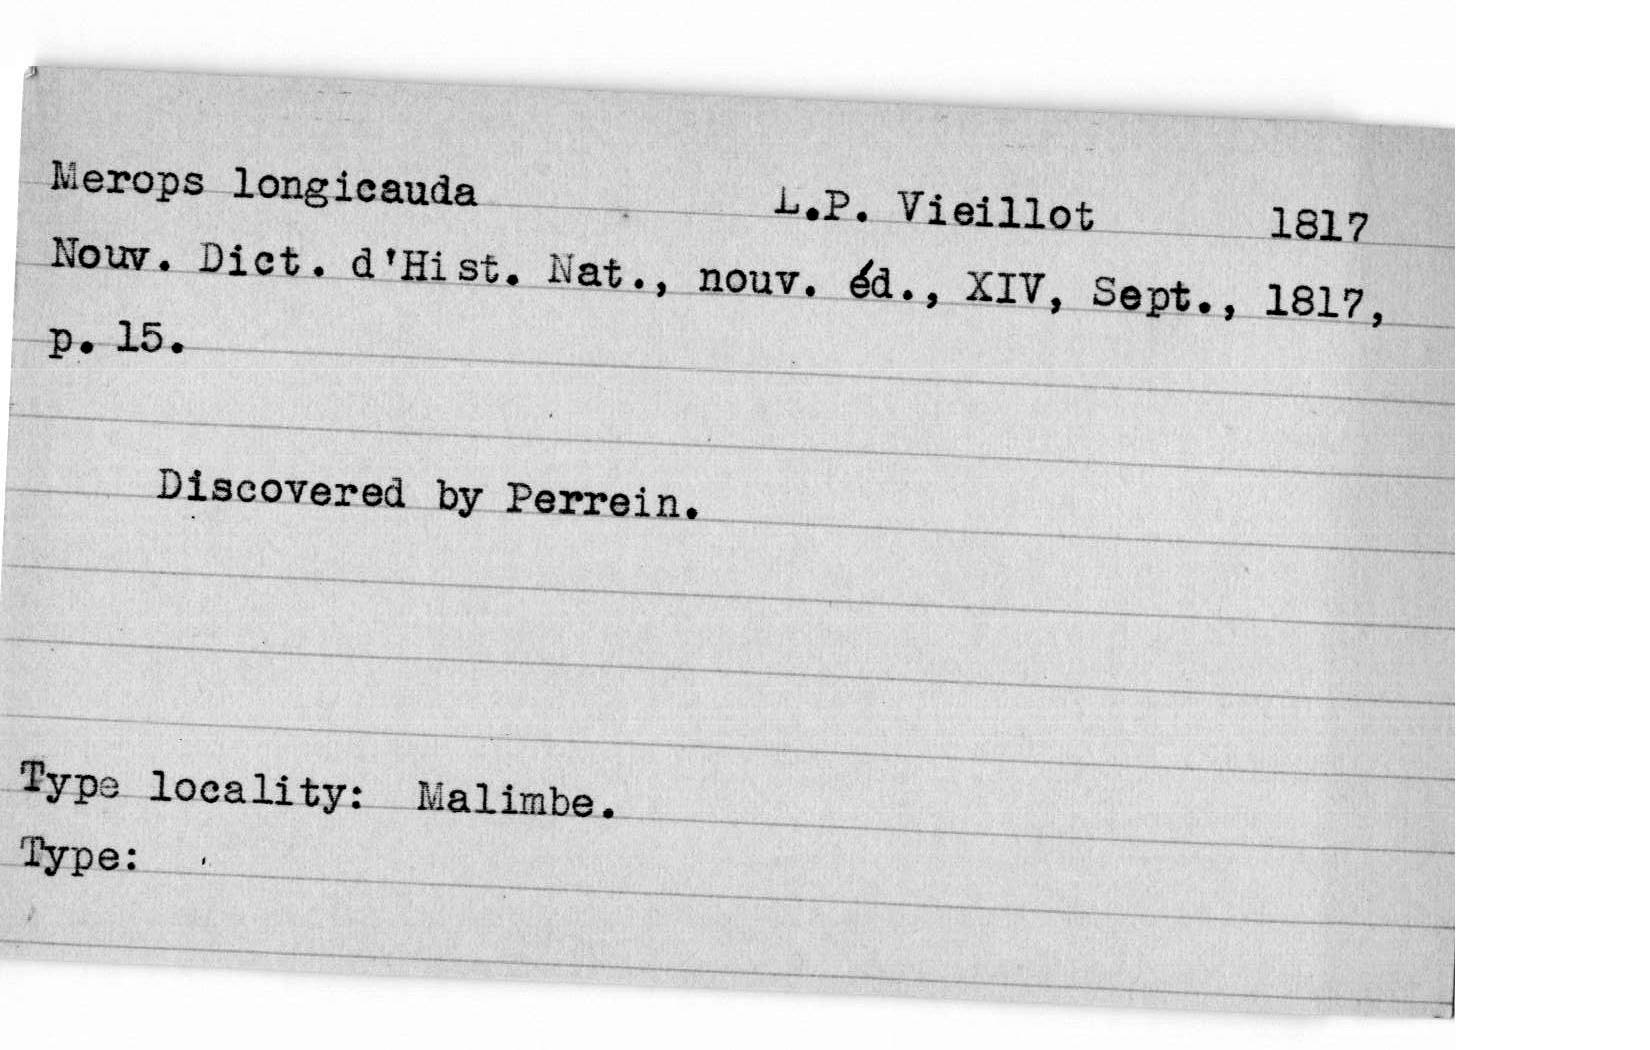 Merops longicauda L.P. Vieillot 1817
Nouv. Dict. d'Hist. Nat., nouv. éd., XIV, Sept., 1817,
p. 15.
Discovered by Perrein.
Type locality: Malimbe.
Type: